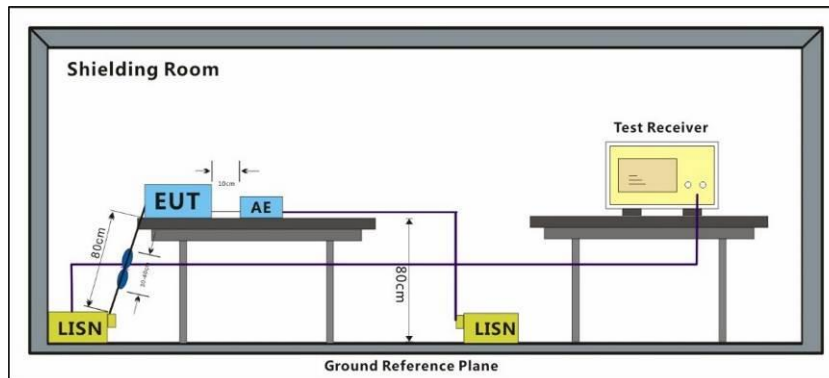 Shielding Room
Test Receiver
10cm
EUT
AE
80cm
80cm
LISN
LISN
Ground Reference Plane